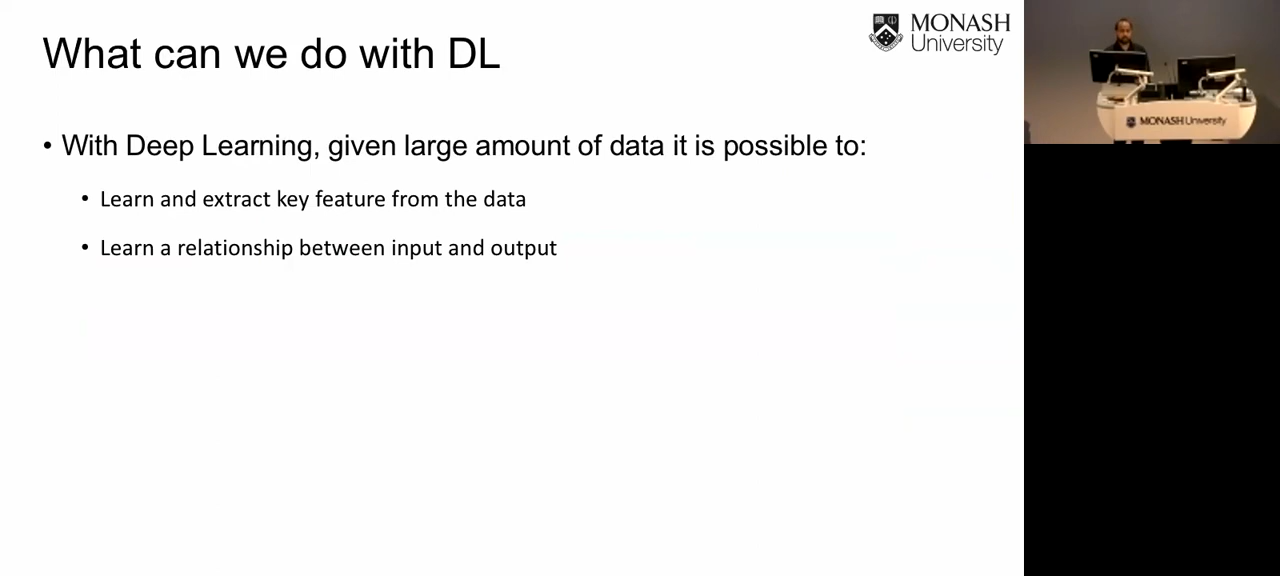 What can we do with DL
MONASH
University
• With Deep Learning, given large amount of data it is possible to:
• Learn and extract key feature from the data
• Learn a relationship between input and output
MONASH University